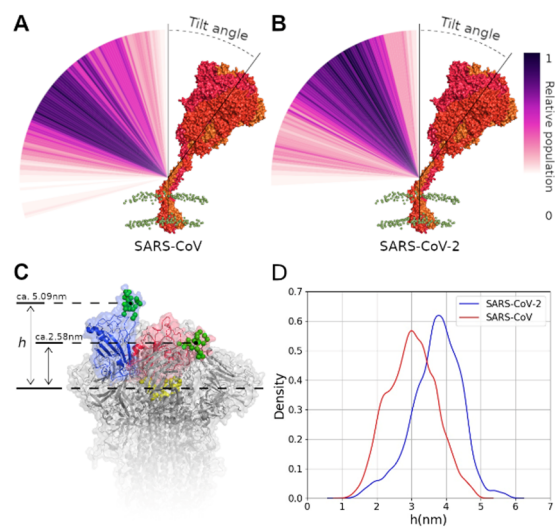 A
Tilt angle
SARS-CoV
B
Tilt angle
SARS-CoV-2
1
Relative population
0
C
ca. 5.09nm
h
ca.2.58nm
D
0.7
0.6
0.5
0.4
0.3
0.2
0.1
0.0
Density
SARS-CoV-2
SARS-CoV
0 1 2 3 4 5 6 7
h(nm)